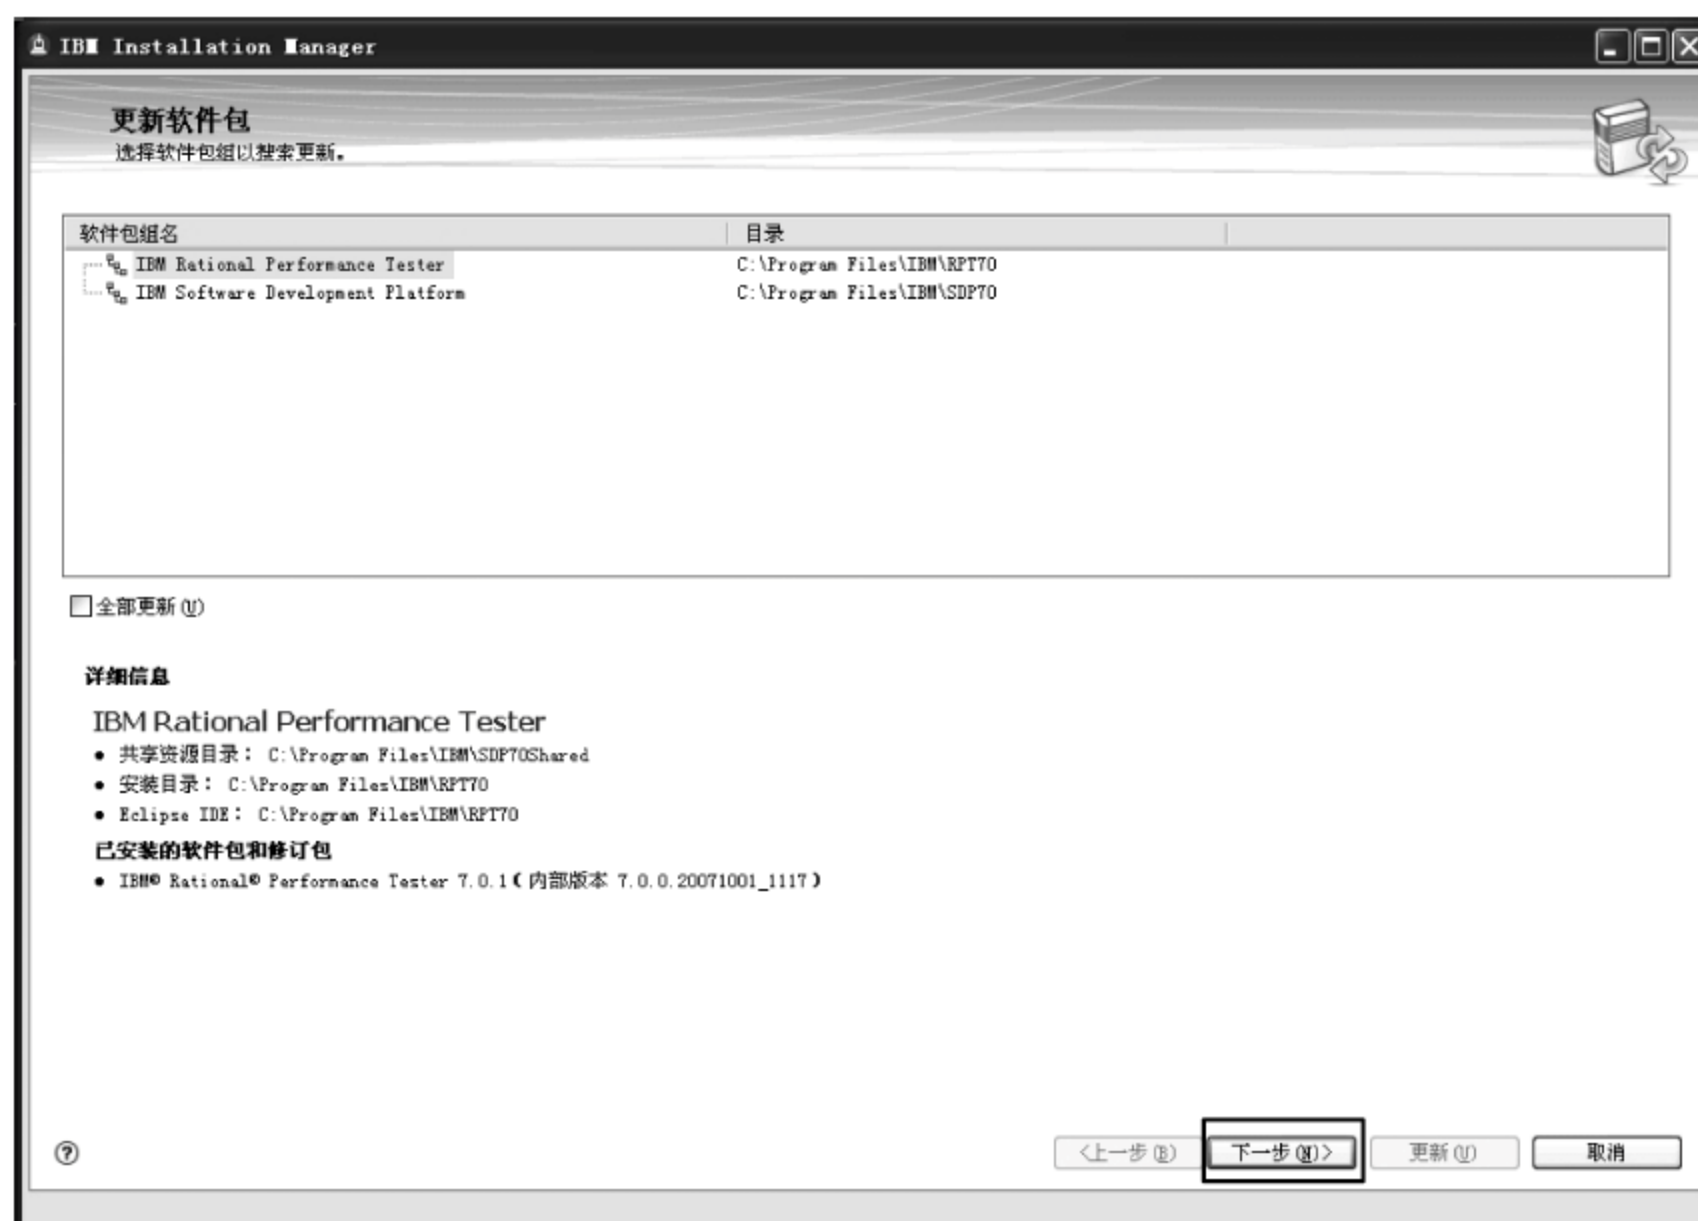 IBM Installation Manager
更新软件包
选择软件包组以搜索更新。
软件包组名 目录
IBM Rational Performance Tester C:\Program Files\IBM\RPT70
IBM Software Development Platform C:\Program Files\IBM\SDP70
全部更新(U)
详细信息
IBM Rational Performance Tester
• 共享资源目录： C:\Program Files\IBM\SDP70Shared
• 安装目录： C:\Program Files\IBM\RPT70
• Eclipse IDE： C:\Program Files\IBM\RPT70
已安装的软件包和修订包
• IBM® Rational® Performance Tester 7.0.1（内部版本 7.0.0.20071001_1117）
? <上一步(B) 下一步(N)> 更新(U) 取消